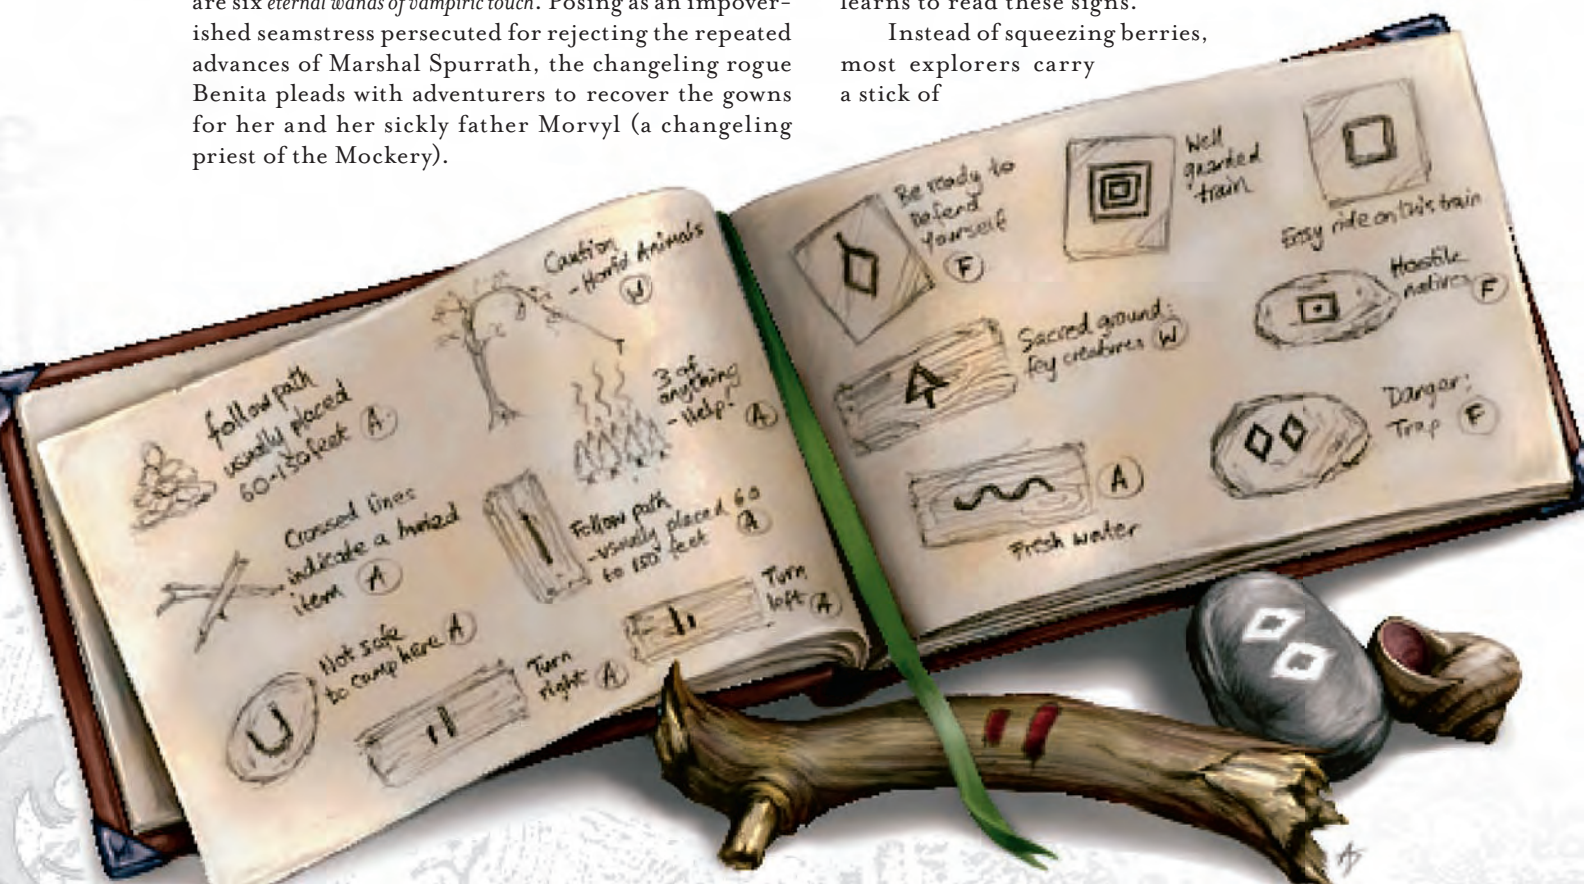 are six eternal wands of vampiric touch. Posing as an impover-
ished seamstress persecuted for rejecting the repeated
advances of Marshal Spurrath, the changeling rogue
Benita pleads with adventurers to recover the gowns
for her and her sickly father Morvyl (a changeling
priest of the Mockery).
learns to read these signs.
Instead of squeezing berries,
most explorers carry
a stick of
Caution
- Horrid Animals
W
follow path
usually placed
60-150 feet A
3 of
anything
- Help!
A
Crossed lines
indicate a buried
item A
Follow path
- usually placed 60
to 150 feet A
Not safe
to camp here A
Turn
right A
Turn
left A
Be ready to
Defend
Yourself
F
Well
guarded
train
Easy ride on this train
Sacred ground:
fey creatures W
Hostile
natives F
A
Fresh water
Danger:
Trap F